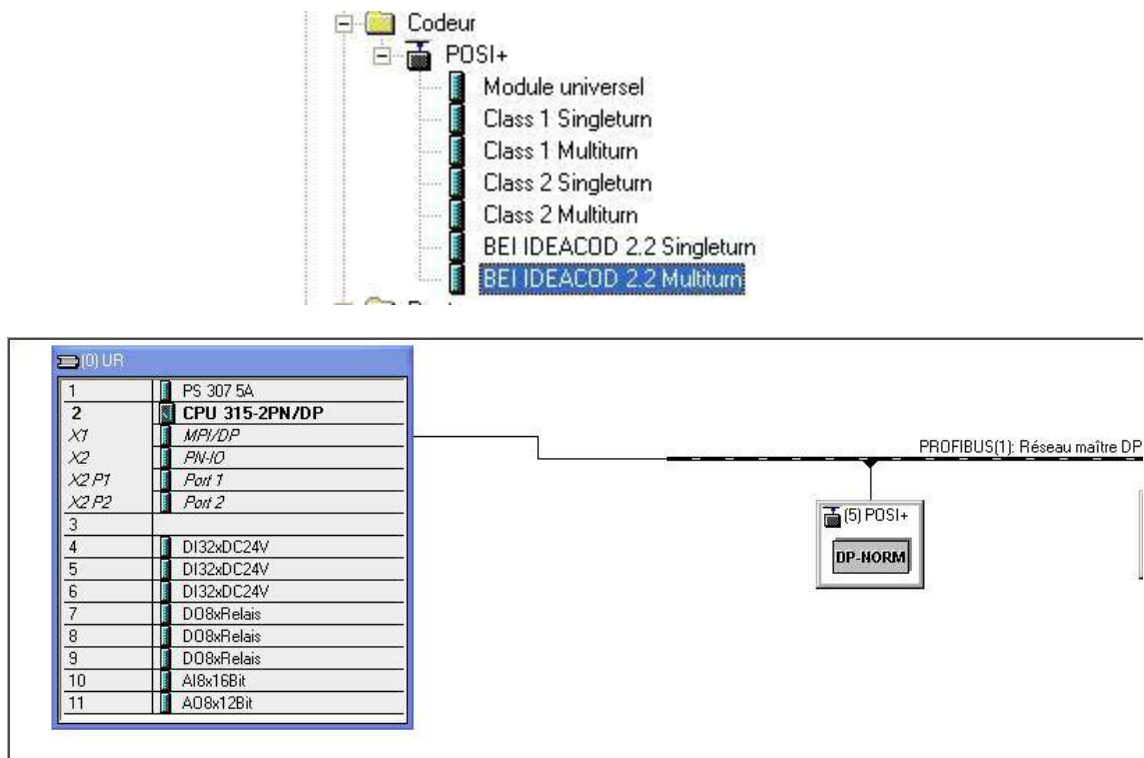 Codeur
POSI+
Module universel
Class 1 Singleturn
Class 1 Multiturn
Class 2 Singleturn
Class 2 Multiturn
BEI IDEACOD 2.2 Singleturn
BEI IDEACOD 2.2 Multiturn
(0) UR
1 PS 307 5A
2 CPU 315-2PN/DP
X1 MPI/DP
X2 PN-IO
X2 P1 Port 1
X2 P2 Port 2
3
4 DI32xDC24V
5 DI32xDC24V
6 DI32xDC24V
7 DO8xRelais
8 DO8xRelais
9 DO8xRelais
10 AI8x16Bit
11 AO8x12Bit
PROFIBUS(1): Réseau maître DP
(5) POSI+
DP-NORM